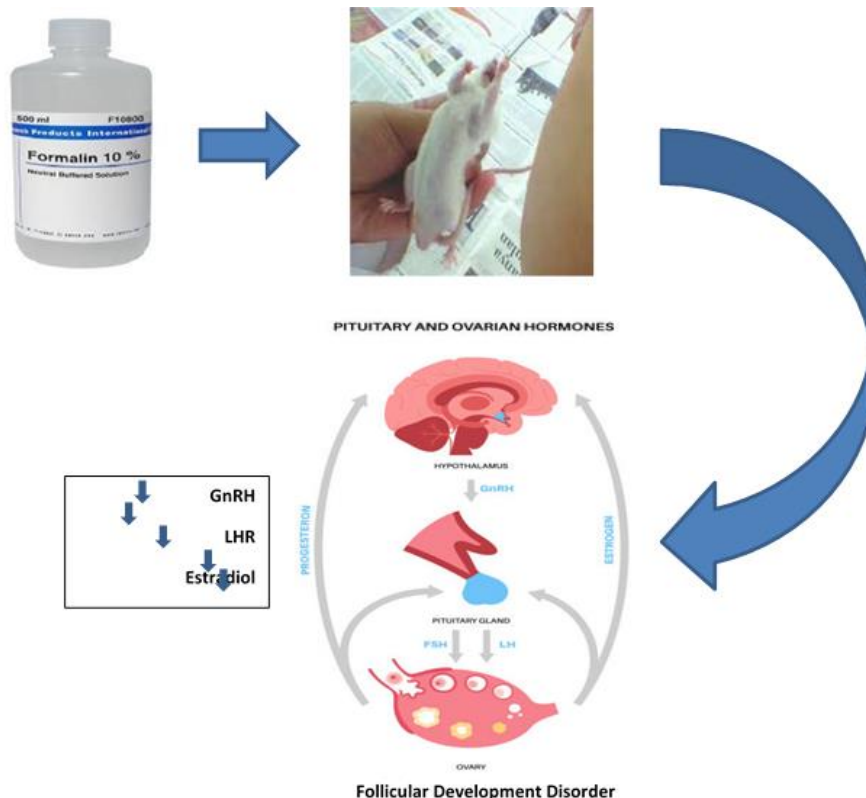 500 ml F10800
Products International
Formalin 10 %
Neutral Buffered Solution
PITUITARY AND OVARIAN HORMONES
HYPOTHALAMUS
GnRH
PROGESTERON
ESTROGEN
GnRH
LHR
Estradiol
PITUITARY GLAND
FSH LH
OVARY
Follicular Development Disorder